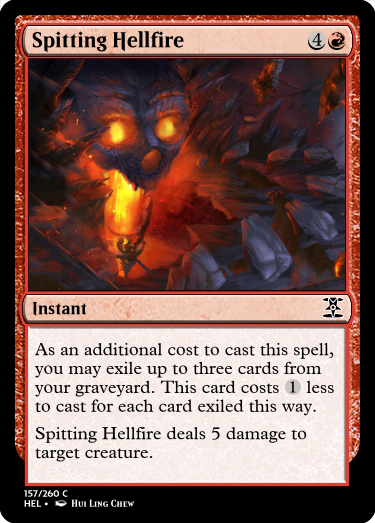 Spitting Hellfire 4
Instant
As an additional cost to cast this spell,
you may exile up to three cards from
your graveyard. This card costs 1 less
to cast for each card exiled this way.
Spitting Hellfire deals 5 damage to
target creature.
157/260 C
HEL • Hui Ling Chew